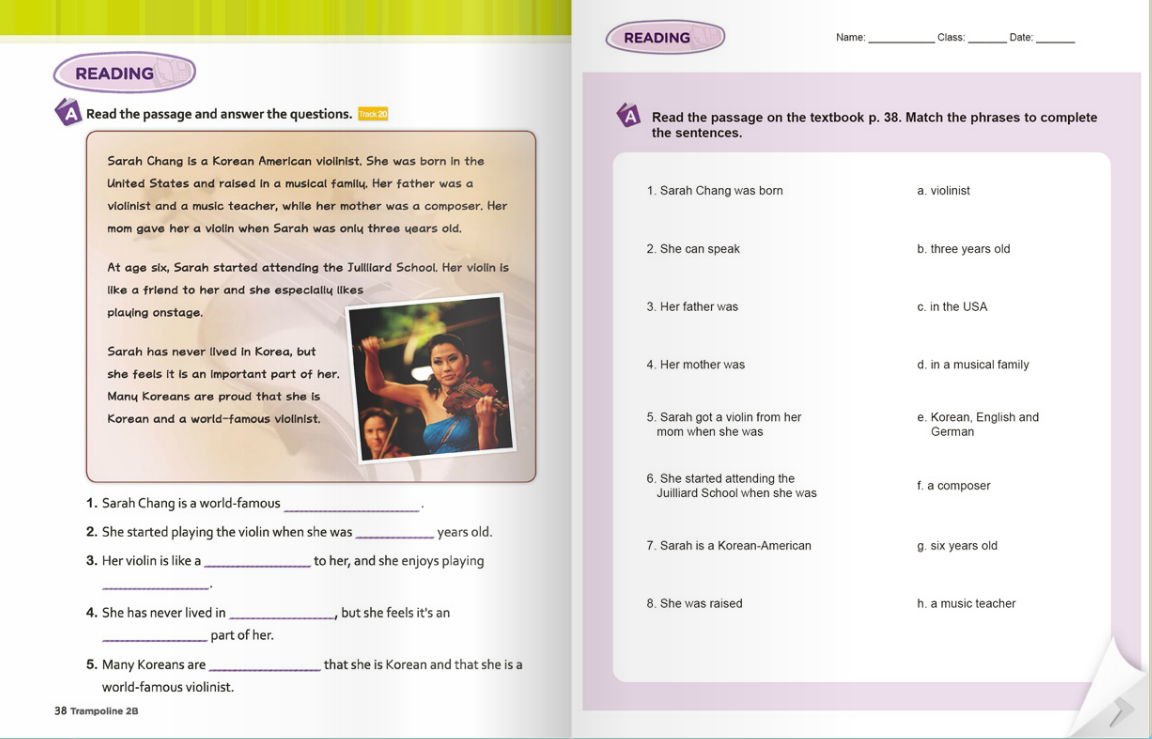 READING
A Read the passage and answer the questions. Track 20
Sarah Chang is a Korean American violinist. She was born in the
United States and raised in a musical family. Her father was a
violinist and a music teacher, while her mother was a composer. Her
mom gave her a violin when Sarah was only three years old.
At age six, Sarah started attending the Juilliard School. Her violin is
like a friend to her and she especially likes
playing onstage.
Sarah has never lived in Korea, but
she feels it is an important part of her.
Many Koreans are proud that she is
Korean and a world-famous violinist.
1. Sarah Chang is a world-famous ____________________.
2. She started playing the violin when she was ____________ years old.
3. Her violin is like a ________________ to her, and she enjoys playing
________________.
4. She has never lived in ________________, but she feels it's an
________________ part of her.
5. Many Koreans are ________________ that she is Korean and that she is a
world-famous violinist.
38 Trampoline 2B
READING
Name: ___________ Class: ______ Date: ______
A Read the passage on the textbook p. 38. Match the phrases to complete
the sentences.
1. Sarah Chang was born a. violinist
2. She can speak b. three years old
3. Her father was c. in the USA
4. Her mother was d. in a musical family
5. Sarah got a violin from her e. Korean, English and
mom when she was German
6. She started attending the
Juilliard School when she was f. a composer
7. Sarah is a Korean-American g. six years old
8. She was raised h. a music teacher